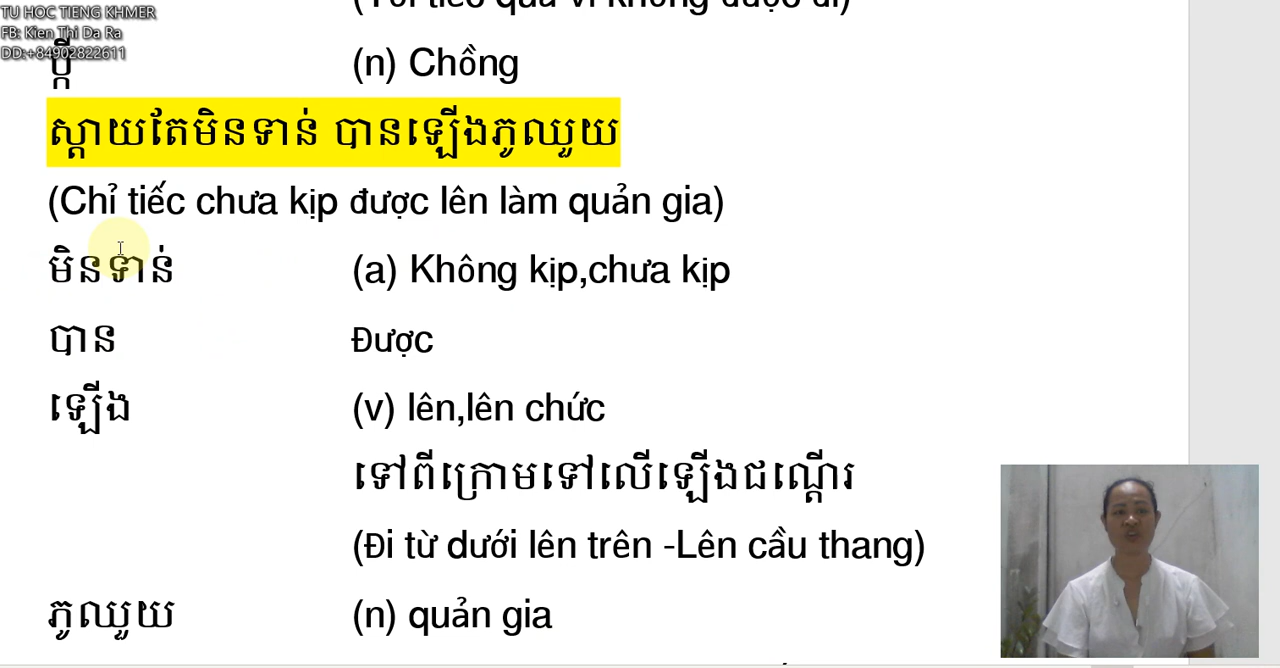 TU HOC TIENG KHMER
FB: Kien Thi Da Ra
DD:+84902822611
ប្ដី (n) Chồng
ស្ដាយតែមិនទាន់ បានឡើងភូឈួយ
(Chỉ tiếc chưa kịp được lên làm quản gia)
មិនទាន់ (a) Không kịp,chưa kịp
បាន Được
ឡើង (v) lên,lên chức
ទៅពីក្រោមទៅលើឡើងជណ្ដើរ
(Đi từ dưới lên trên -Lên cầu thang)
ភូឈួយ (n) quản gia